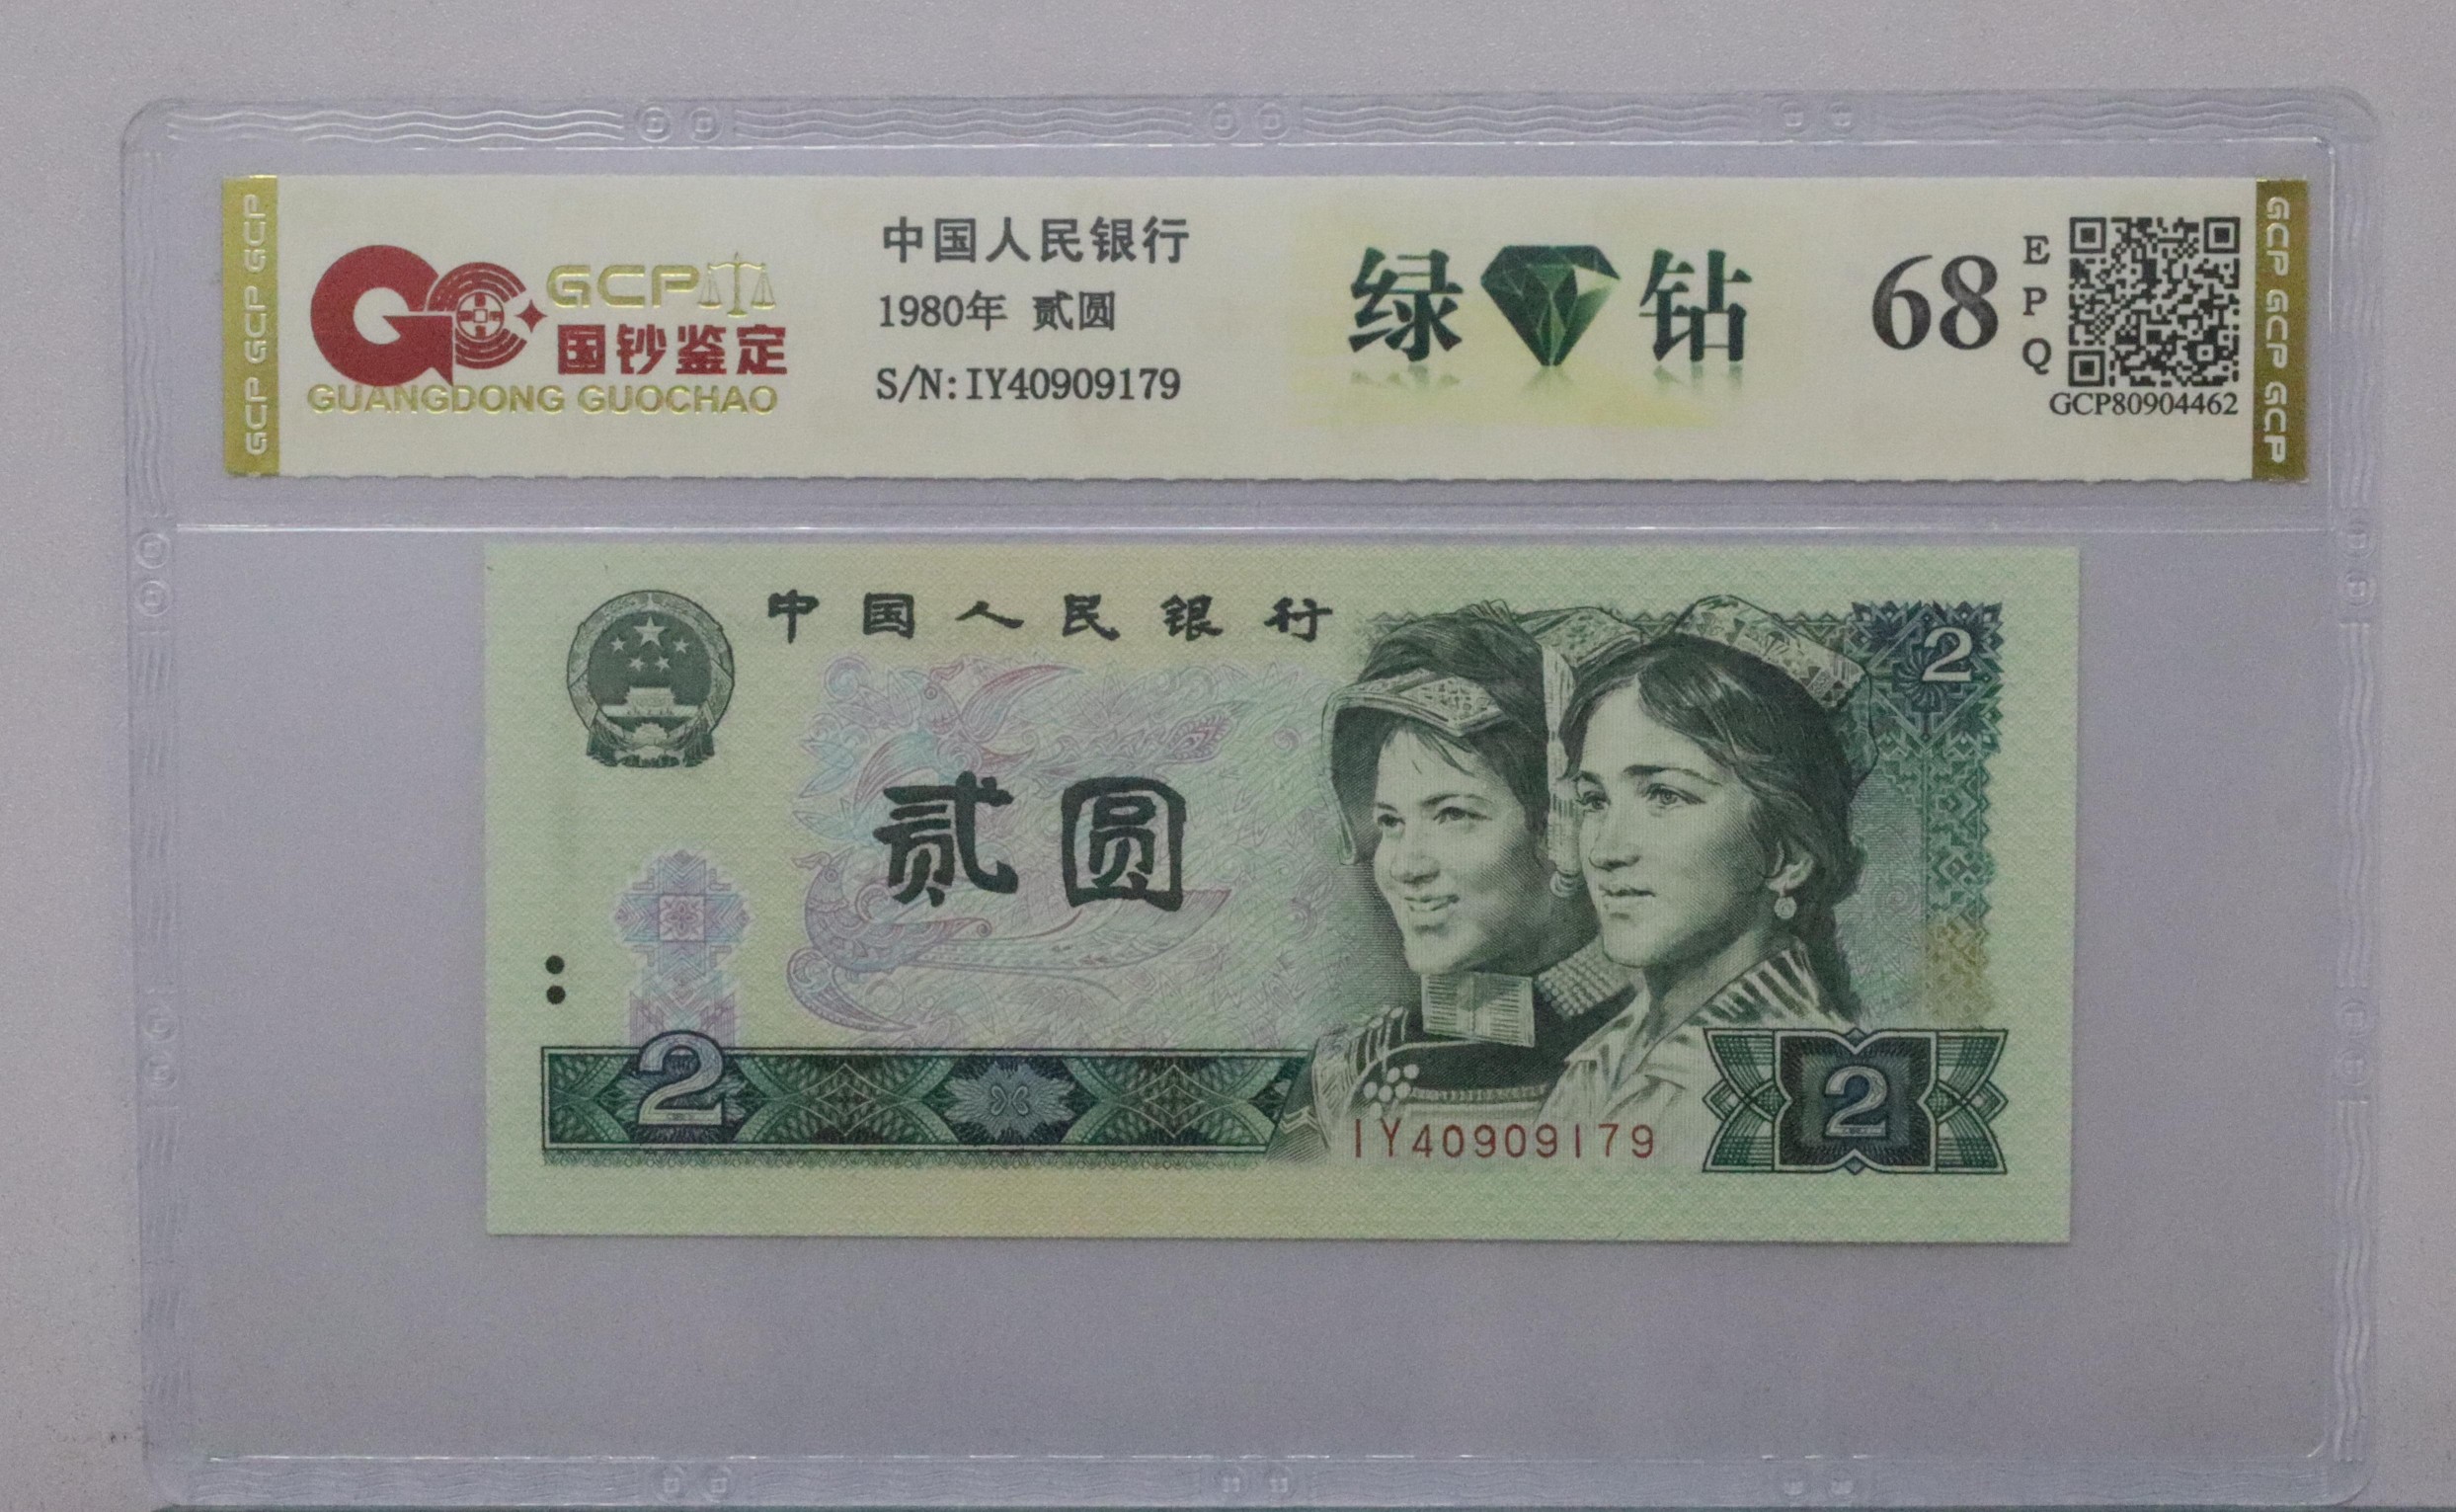 GCP GCP GCP
GCP
国钞鉴定
GUANGDONG GUOCHAO
中国人民银行
1980年 贰圆
S/N:IY40909179
绿钻
68
EPQ
GCP80904462
GCP GCP GCP
中国人民银行
2
贰圆
2
IY40909179
2